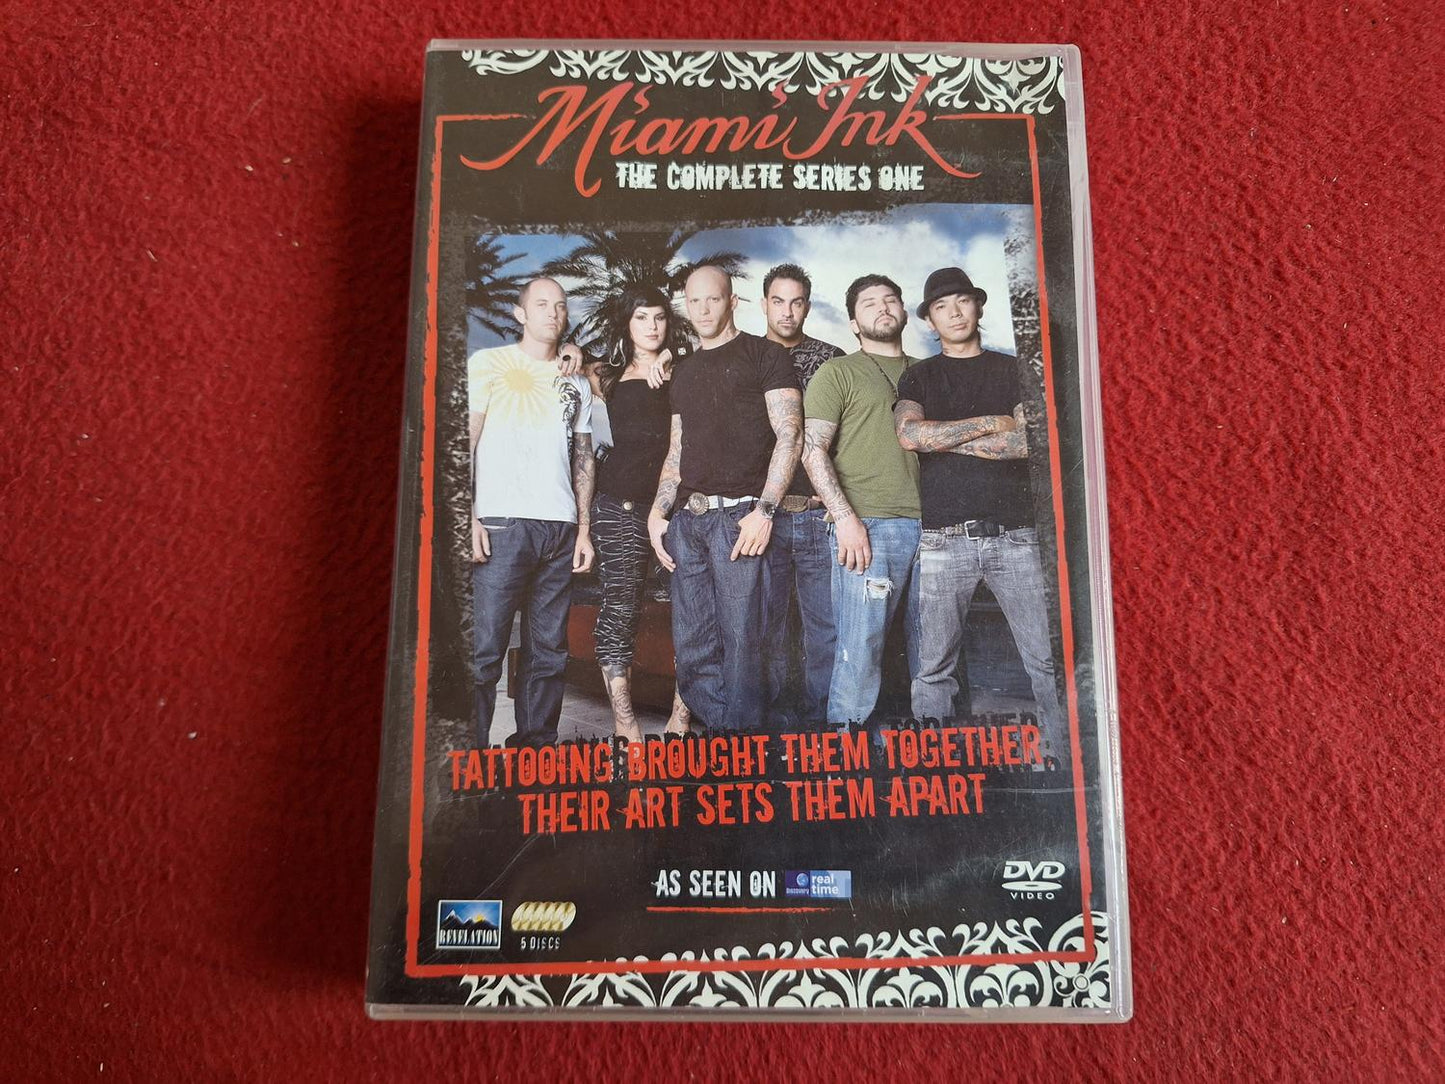 Miami Ink
THE COMPLETE SERIES ONE
TATTOOING BROUGHT THEM TOGETHER,
THEIR ART SETS THEM APART
AS SEEN ON
Discovery real time
DVD
VIDEO
REVELATION
5 DISCS